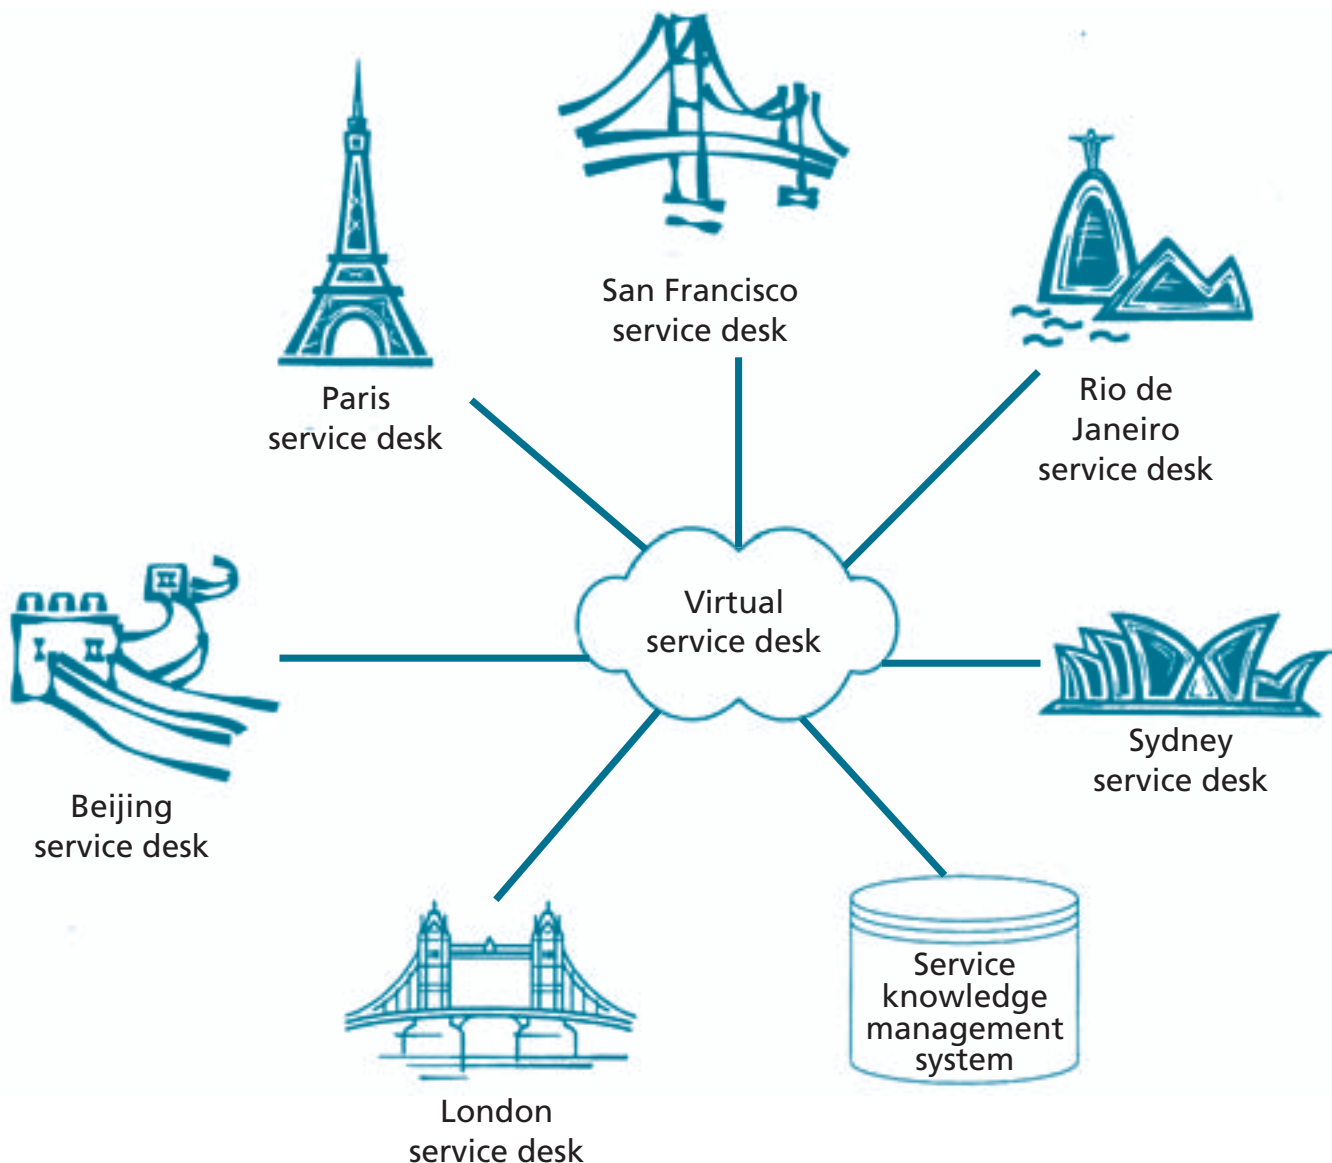 San Francisco
service desk
Paris
service desk
Rio de
Janeiro
service desk
Virtual
service desk
Sydney
service desk
Beijing
service desk
Service
knowledge
management
system
London
service desk